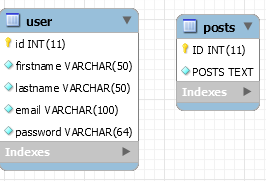 user
id INT(11)
firstname VARCHAR(50)
lastname VARCHAR(50)
email VARCHAR(100)
password VARCHAR(64)
Indexes
posts
ID INT(11)
POSTS TEXT
Indexes